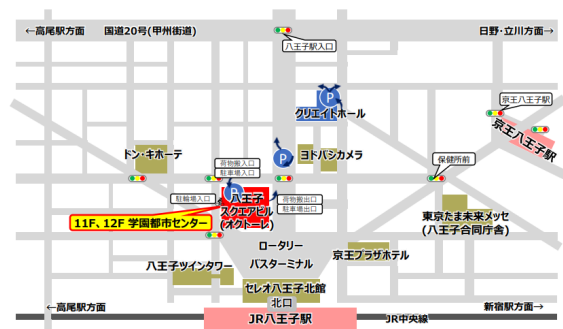 ←高尾駅方面
国道20号(甲州街道)
日野・立川方面→
八王子駅入口
京王八王子駅
P
クリエイトホール
京王八王子駅
ドン・キホーテ
荷物搬入口
駐車場入口
P
ヨドバシカメラ
保健所前
駐輪場入口
P
八王子
スクエアビル
(オクトーレ)
荷物搬出口
駐車場出口
11F、12F 学園都市センター
東京たま未来メッセ
(八王子合同庁舎)
ロータリー
バスターミナル
京王プラザホテル
八王子ツインタワー
セレオ八王子北館
北口
←高尾駅方面
新宿駅方面→
JR八王子駅
JR中央線